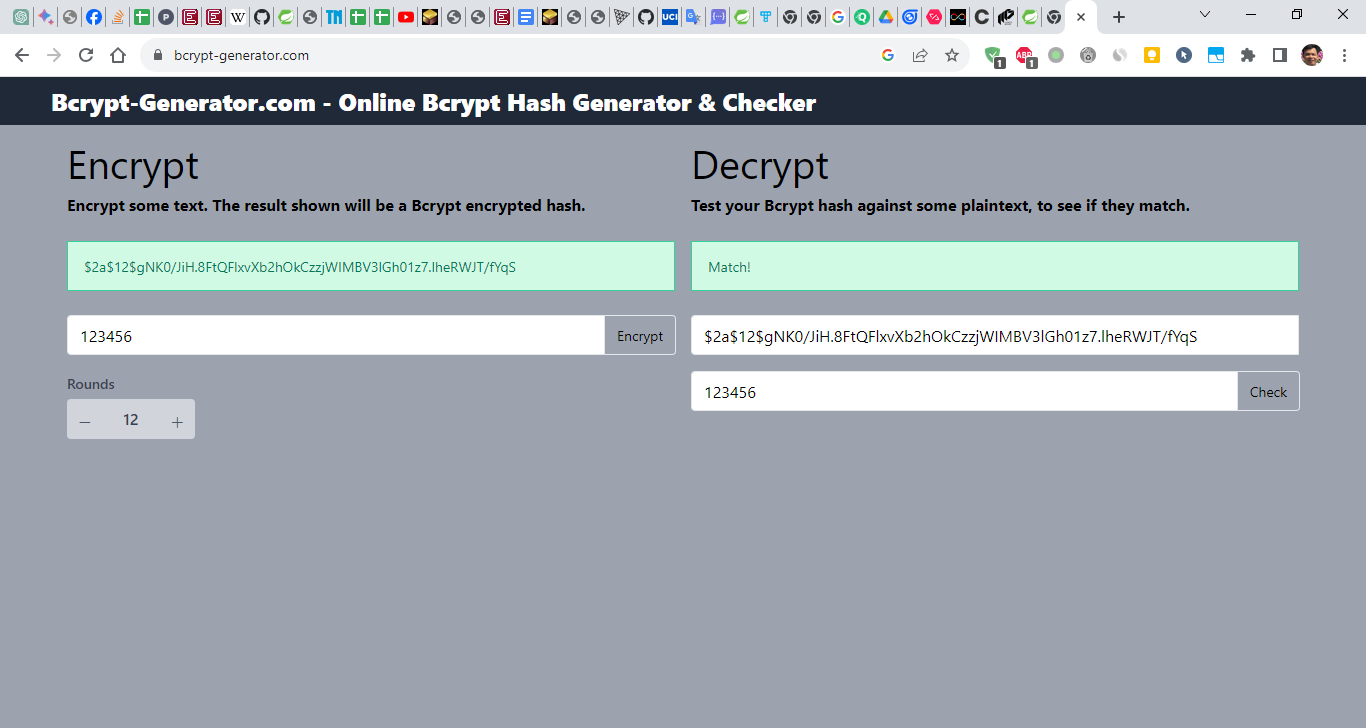 bcrypt-generator.com
1
1
Bcrypt-Generator.com - Online Bcrypt Hash Generator & Checker
Encrypt
Encrypt some text. The result shown will be a Bcrypt encrypted hash.
$2a$12$gNK0/JiH.8FtQFlxvXb2hOkCzzjWIMBV3lGh01z7.lheRWJT/fYqS
123456
Encrypt
Rounds
12
Decrypt
Test your Bcrypt hash against some plaintext, to see if they match.
Match!
$2a$12$gNK0/JiH.8FtQFlxvXb2hOkCzzjWIMBV3lGh01z7.lheRWJT/fYqS
123456
Check